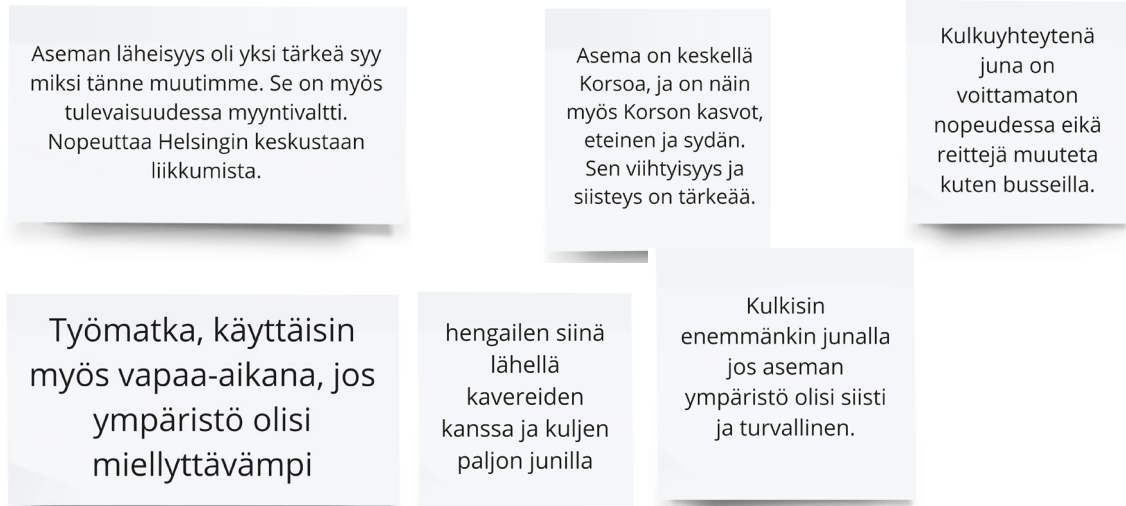 Aseman läheisyys oli yksi tärkeä syy
miksi tänne muutimme. Se on myös
tulevaisuudessa myyntivaltti.
Nopeuttaa Helsingin keskustaan
liikkumista.
Asema on keskellä
Korsoa, ja on näin
myös Korson kasvot,
eteinen ja sydän.
Sen viihtyisyys ja
siisteys on tärkeää.
Kulkuyhteytenä
juna on
voittamaton
nopeudessa eikä
reittejä muuteta
kuten busseilla.
Työmatka, käyttäisin
myös vapaa-aikana, jos
ympäristö olisi
miellyttävämpi
hengailen siinä
lähellä
kavereiden
kanssa ja kuljen
paljon junilla
Kulkisin
enemmänkin junalla
jos aseman
ympäristö olisi siisti
ja turvallinen.